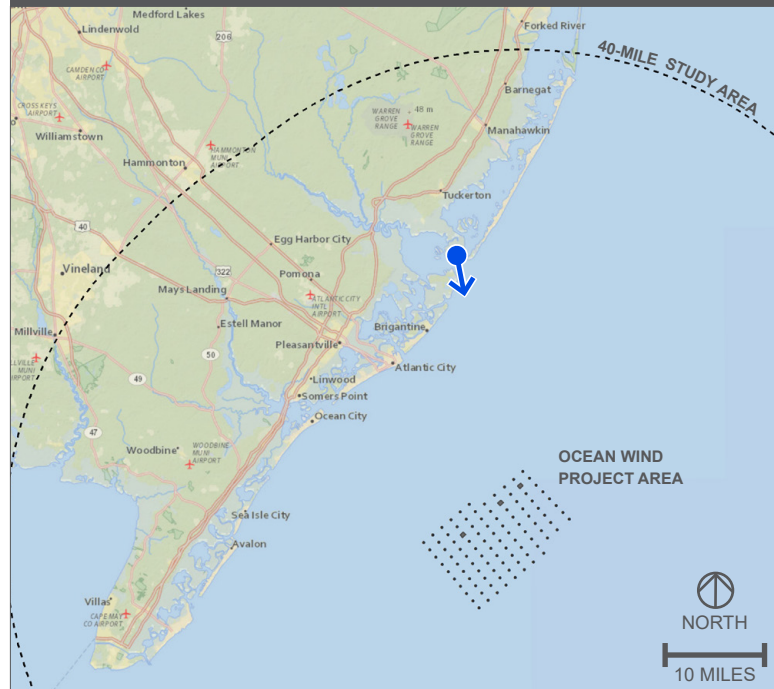 Medford Lakes
Lindenwold
206
Forked River
40-MILE STUDY AREA
CAMDEN CO
AIRPORT
Barnegat
CROSS KEYS
AIRPORT
WARREN
GROVE
RANGE
48 m
WARREN
GROVE
RANGE
Manahawkin
Williamstown
HAMMONTON
MUNI
AIRPORT
Hammonton
Tuckerton
40
Egg Harbor City
Vineland
322
Pomona
Mays Landing
ATLANTIC CITY
INTL
AIRPORT
Estell Manor
Brigantine
Millville
Pleasantville
50
MUNI
AIRPORT
Atlantic City
49
Linwood
Somers Point
Ocean City
47
Woodbine
WOODBINE
MUNI
AIRPORT
OCEAN WIND
PROJECT AREA
Sea Isle City
Avalon
Villas
CAPE MAY
CO AIRPORT
NORTH
10 MILES